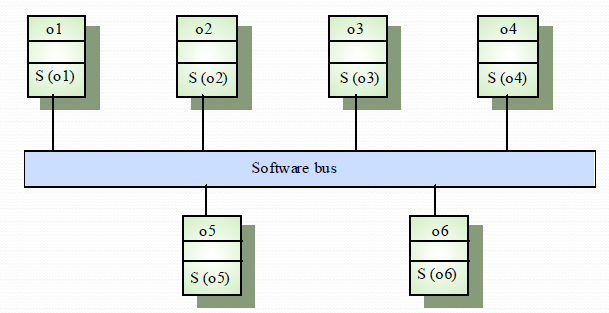 o1
o2
o3
o4
S (o1)
S (o2)
S (o3)
S (o4)
Software bus
o5
o6
S (o5)
S (o6)